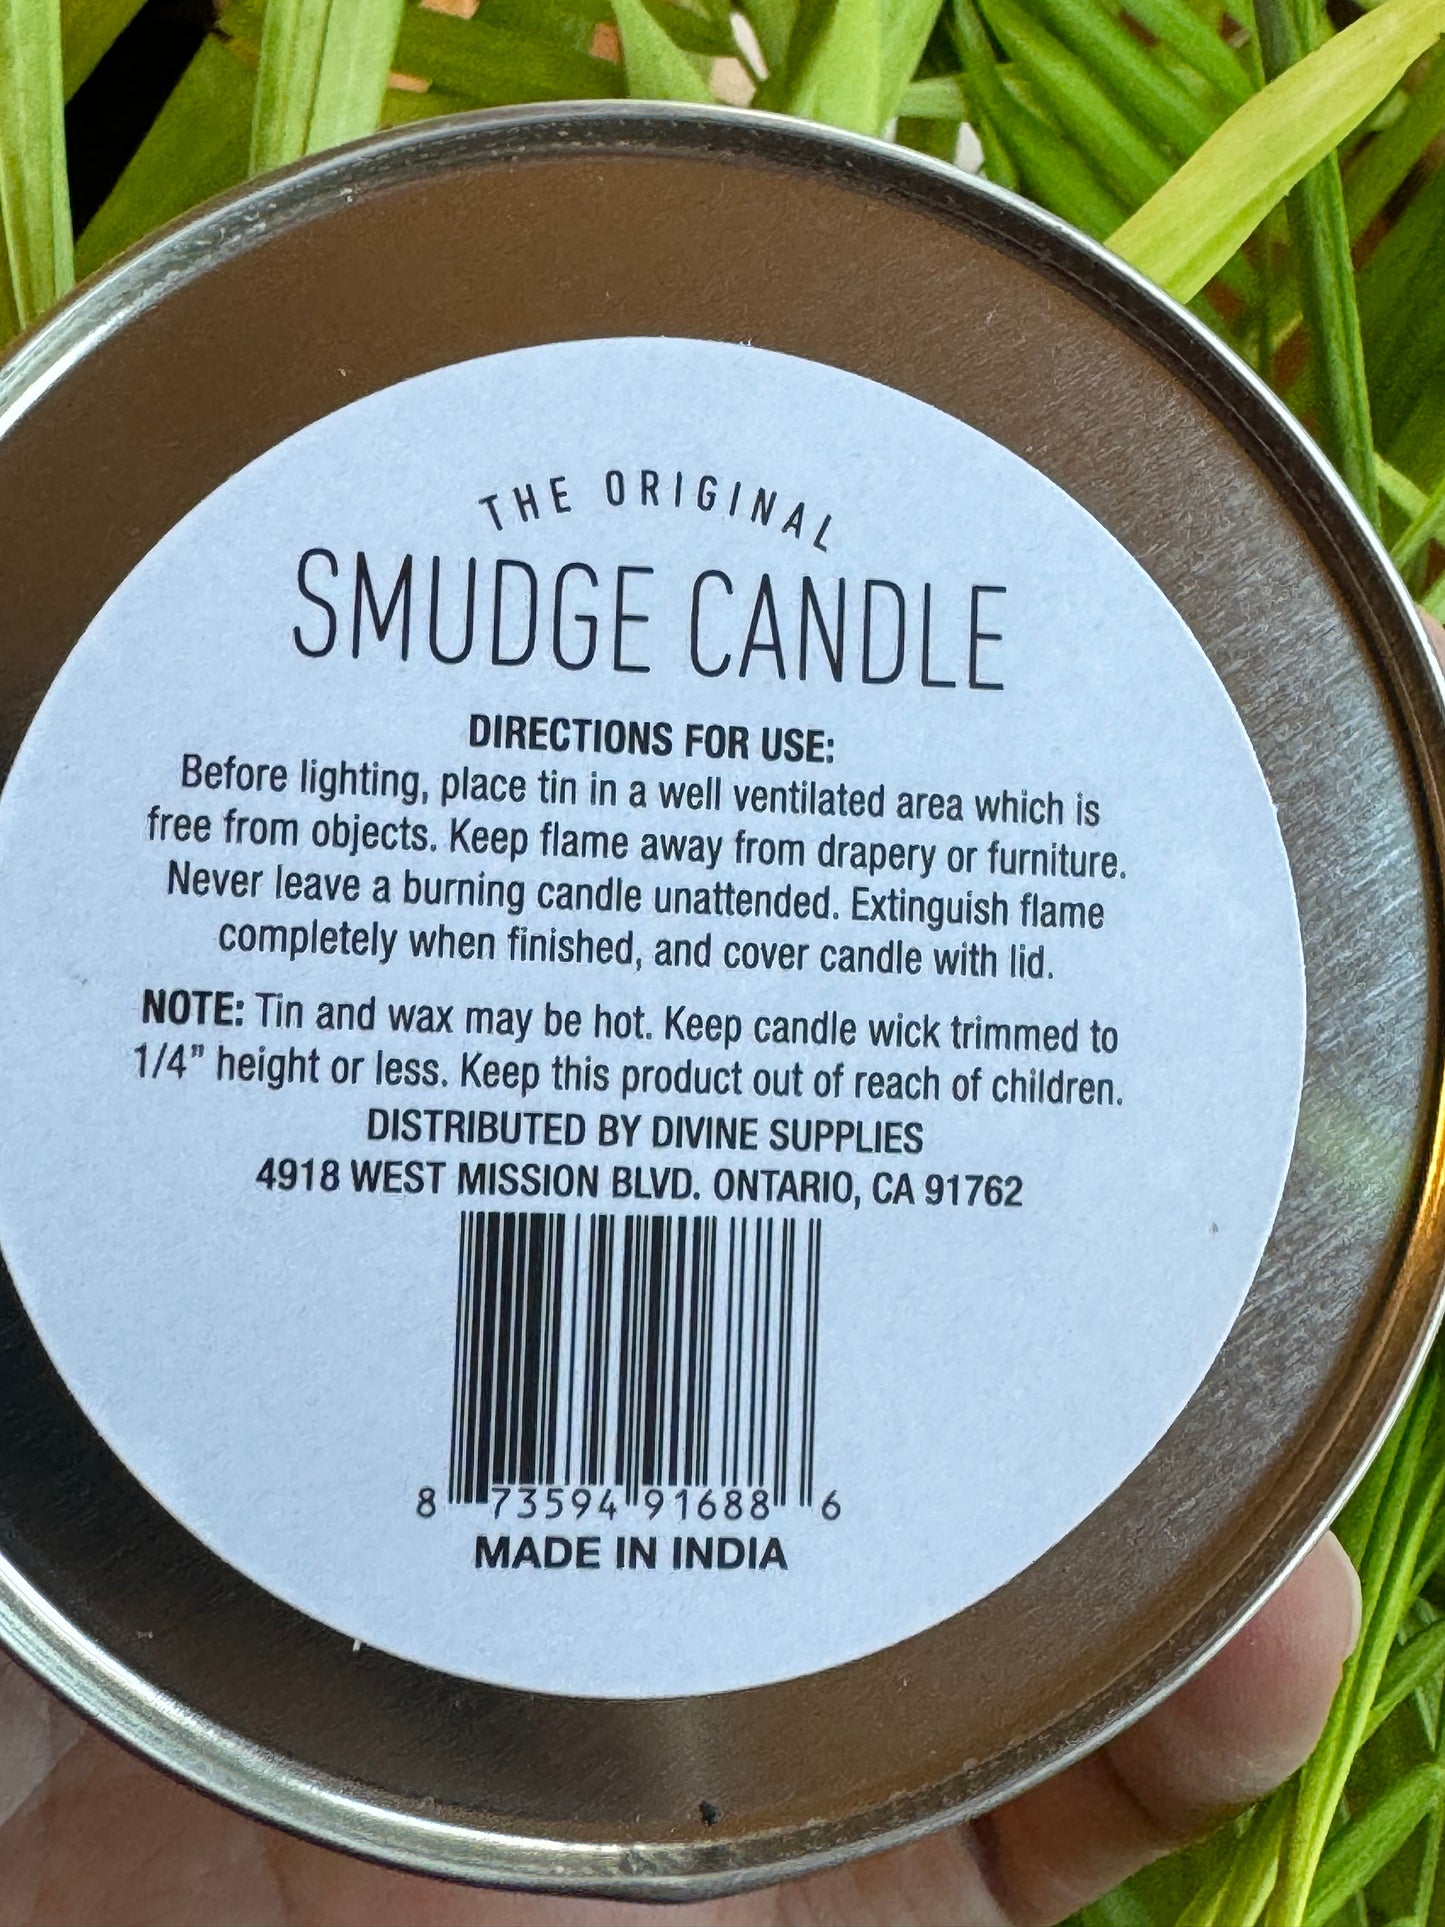 THE ORIGINAL
SMUDGE CANDLE
DIRECTIONS FOR USE:
Before lighting, place tin in a well ventilated area which is
free from objects. Keep flame away from drapery or furniture.
Never leave a burning candle unattended. Extinguish flame
completely when finished, and cover candle with lid.
NOTE: Tin and wax may be hot. Keep candle wick trimmed to
1/4” height or less. Keep this product out of reach of children.
DISTRIBUTED BY DIVINE SUPPLIES
4918 WEST MISSION BLVD. ONTARIO, CA 91762
8 73594 91688 6
MADE IN INDIA